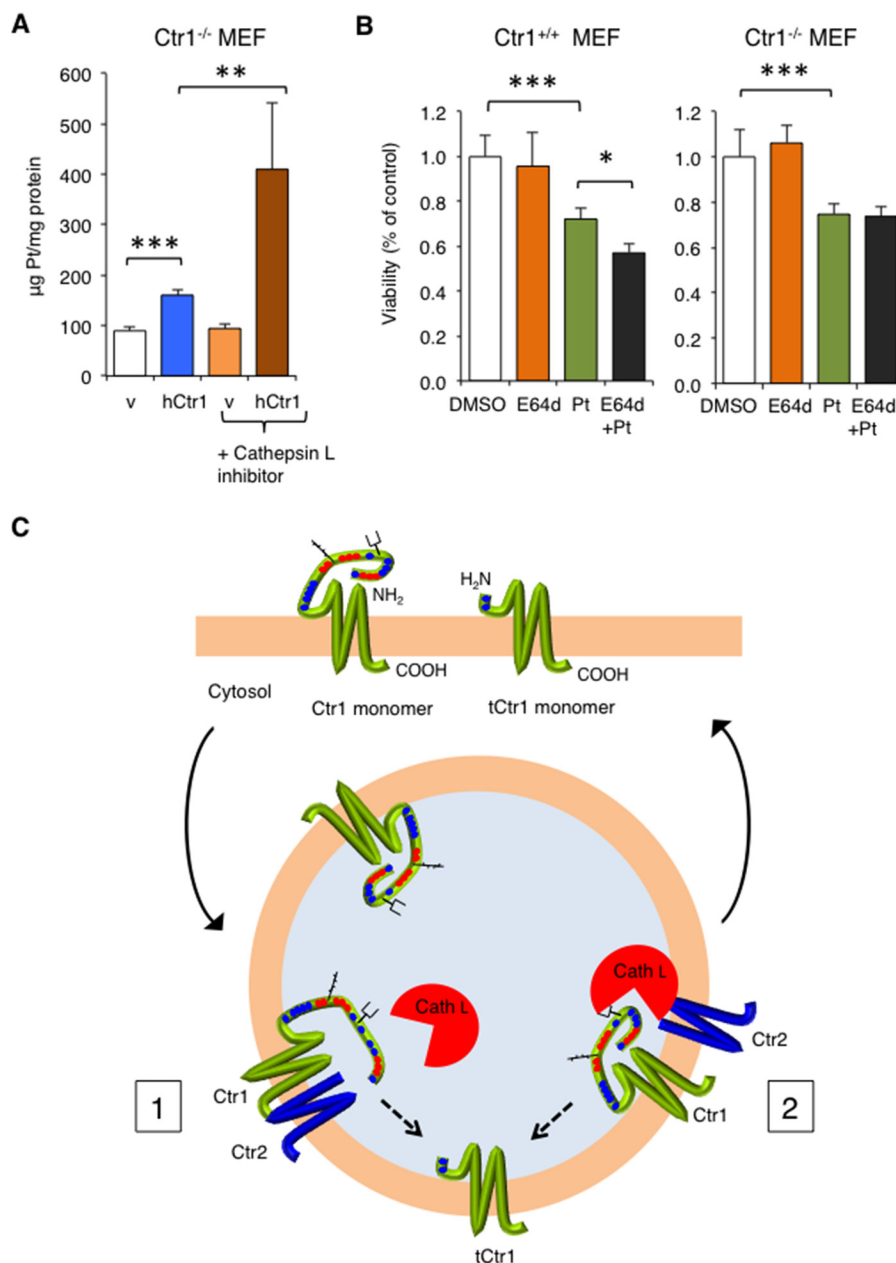 A
Ctr1-/- MEF
**
***
600
500
400
300
200
100
0
µg Pt/mg protein
v
hCtr1
v
hCtr1
+ Cathepsin L
inhibitor
B
Ctr1+/+ MEF
***
*
1.2
1.0
0.8
0.6
0.4
0.2
0.0
Viability (% of control)
DMSO
E64d
Pt
E64d
+Pt
Ctr1-/- MEF
***
1.2
1.0
0.8
0.6
0.4
0.2
0.0
DMSO
E64d
Pt
E64d
+Pt
C
NH2
H2N
COOH
COOH
Cytosol
Ctr1 monomer
tCtr1 monomer
Cath L
Cath L
Ctr2
Ctr1
1
Ctr1
2
Ctr2
tCtr1